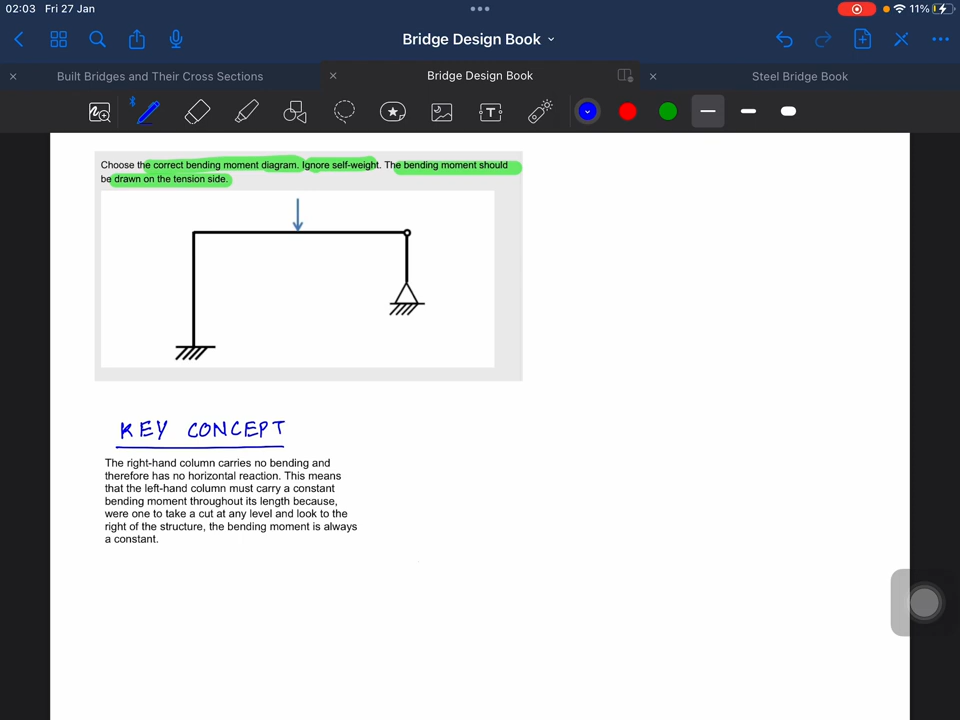 02:03 Fri 27 Jan
11%
Bridge Design Book
Built Bridges and Their Cross Sections
Bridge Design Book
Steel Bridge Book
T
Choose the correct bending moment diagram. Ignore self-weight. The bending moment should
be drawn on the tension side.
KEY CONCEPT
The right-hand column carries no bending and
therefore has no horizontal reaction. This means
that the left-hand column must carry a constant
bending moment throughout its length because,
were one to take a cut at any level and look to the
right of the structure, the bending moment is always
a constant.